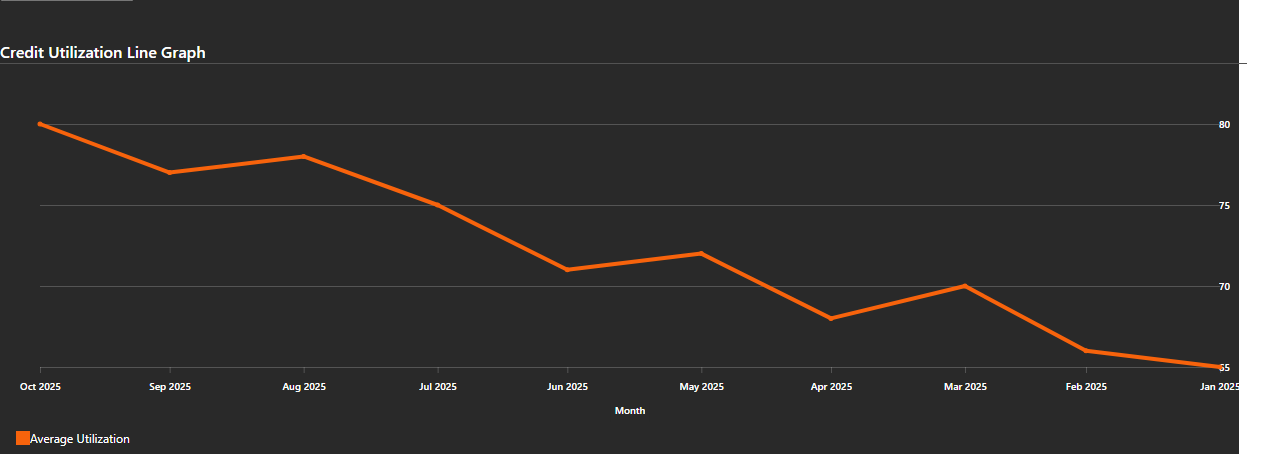 Credit Utilization Line Graph
80
75
70
65
Oct 2025 Sep 2025 Aug 2025 Jul 2025 Jun 2025 May 2025 Apr 2025 Mar 2025 Feb 2025 Jan 2025
Month
Average Utilization